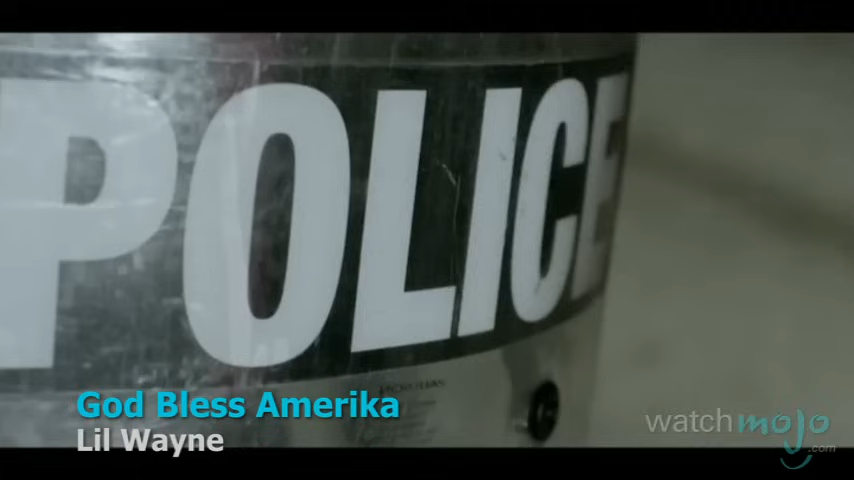 POLICE
God Bless Amerika
Lil Wayne
watchmojo
.com